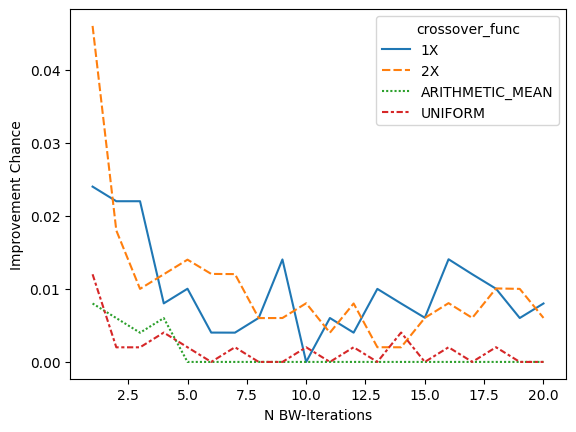 crossover_func
1X
2X
ARITHMETIC_MEAN
UNIFORM
Improvement Chance
0.04
0.03
0.02
0.01
0.00
2.5 5.0 7.5 10.0 12.5 15.0 17.5 20.0
N BW-Iterations